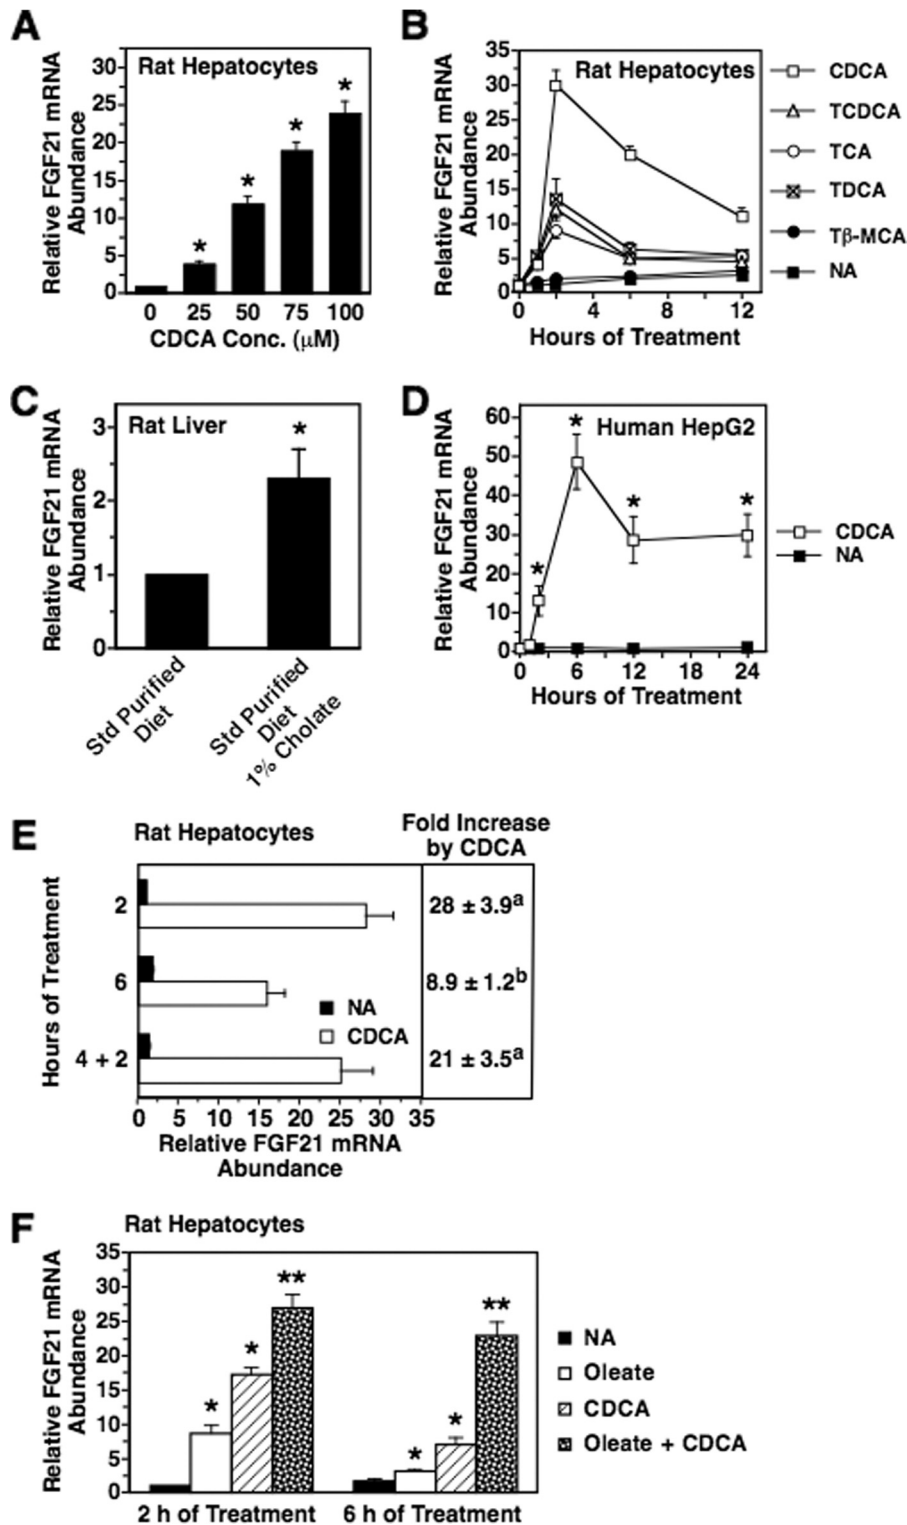 A
Relative FGF21 mRNA
Abundance
Rat Hepatocytes
30
25
20
15
10
5
0
*
*
*
*
0 25 50 75 100
CDCA Conc. (μM)
B
Relative FGF21 mRNA
Abundance
Rat Hepatocytes
35
30
25
20
15
10
5
0
0 4 8 12
Hours of Treatment
CDCA
TCDCA
TCA
TDCA
Tβ-MCA
NA
C
Relative FGF21 mRNA
Abundance
Rat Liver
3
2
1
0
*
Std Purified
Diet
Std Purified
Diet
1% Cholate
D
Relative FGF21 mRNA
Abundance
Human HepG2
60
50
40
30
20
10
0
*
*
*
*
0 6 12 18 24
Hours of Treatment
CDCA
NA
E
Rat Hepatocytes
Fold Increase
by CDCA
Hours of Treatment
2
28 ± 3.9a
6
8.9 ± 1.2b
4 + 2
21 ± 3.5a
NA
CDCA
0 5 10 15 20 25 30 35
Relative FGF21 mRNA
Abundance
F
Rat Hepatocytes
Relative FGF21 mRNA
Abundance
35
30
25
20
15
10
5
0
*
*
**
*
*
**
2 h of Treatment 6 h of Treatment
NA
Oleate
CDCA
Oleate + CDCA